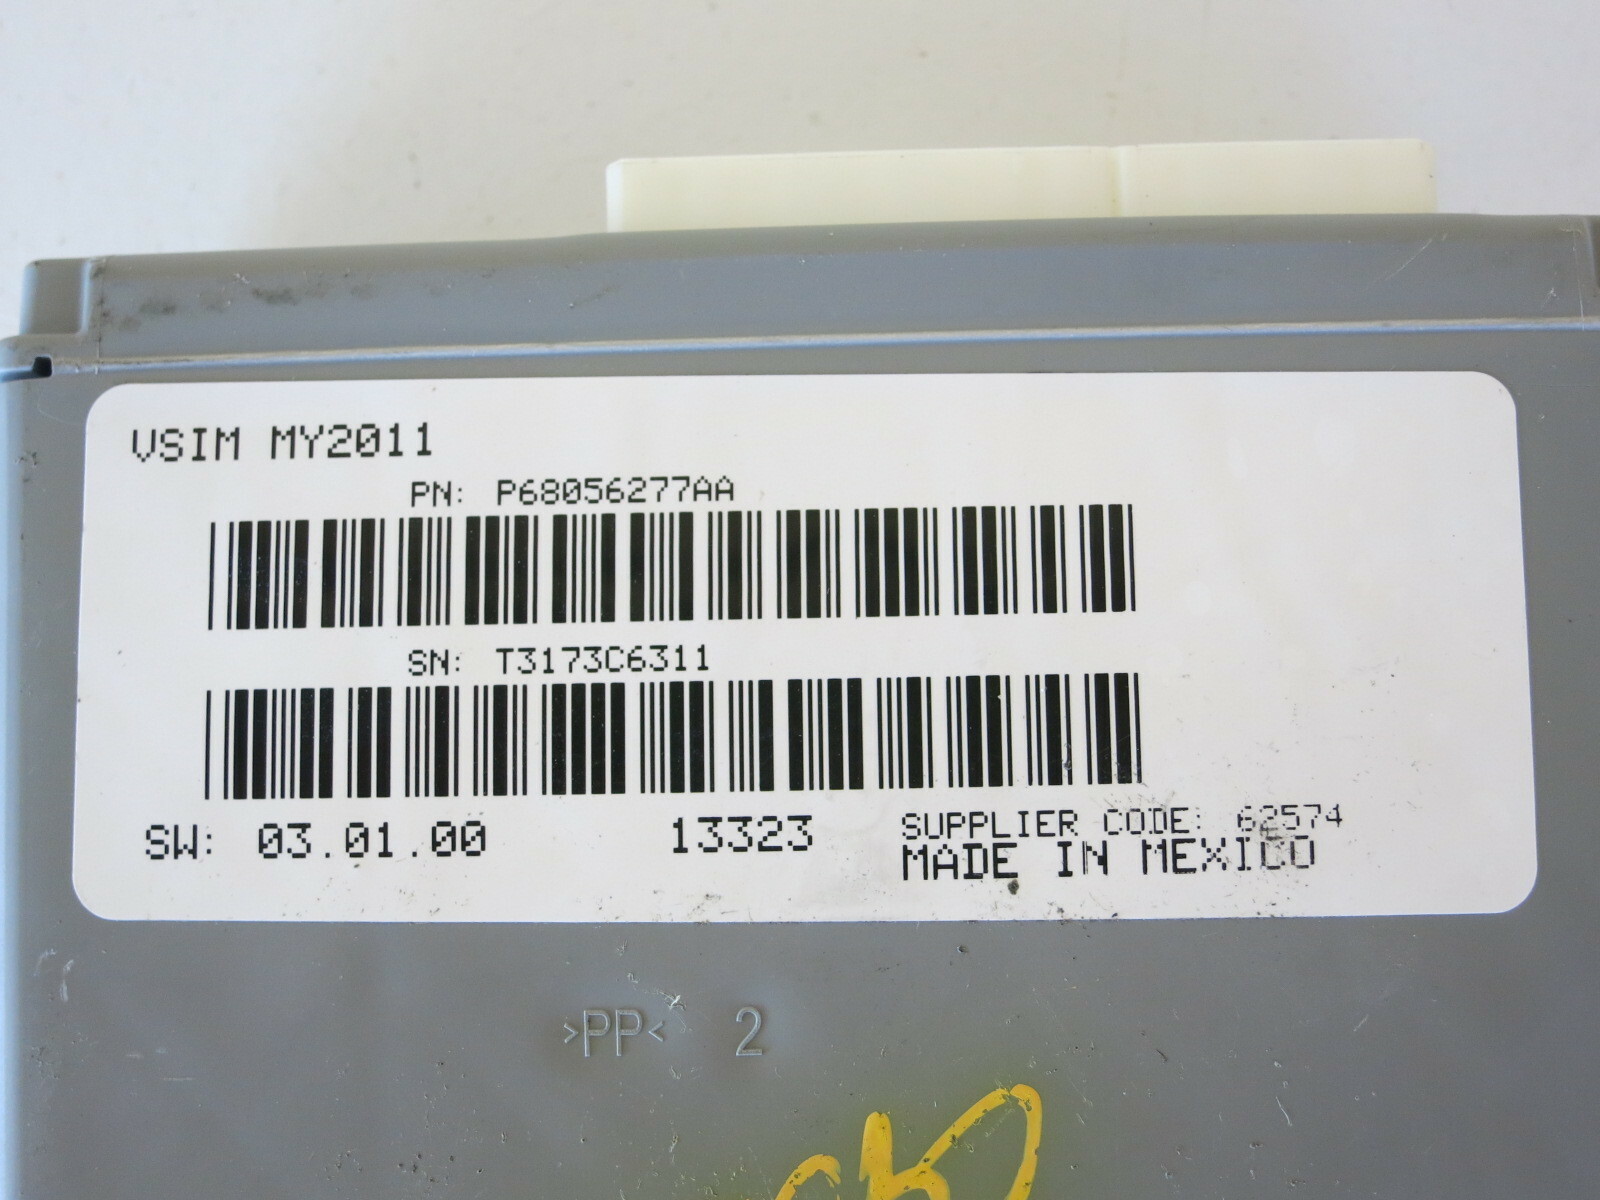 VSIM MY2011
PN: P68056277AA
SN: T3173C6311
SW: 03.01.00 13323 SUPPLIER CODE: 62574
MADE IN MEXICO
>PP< 2